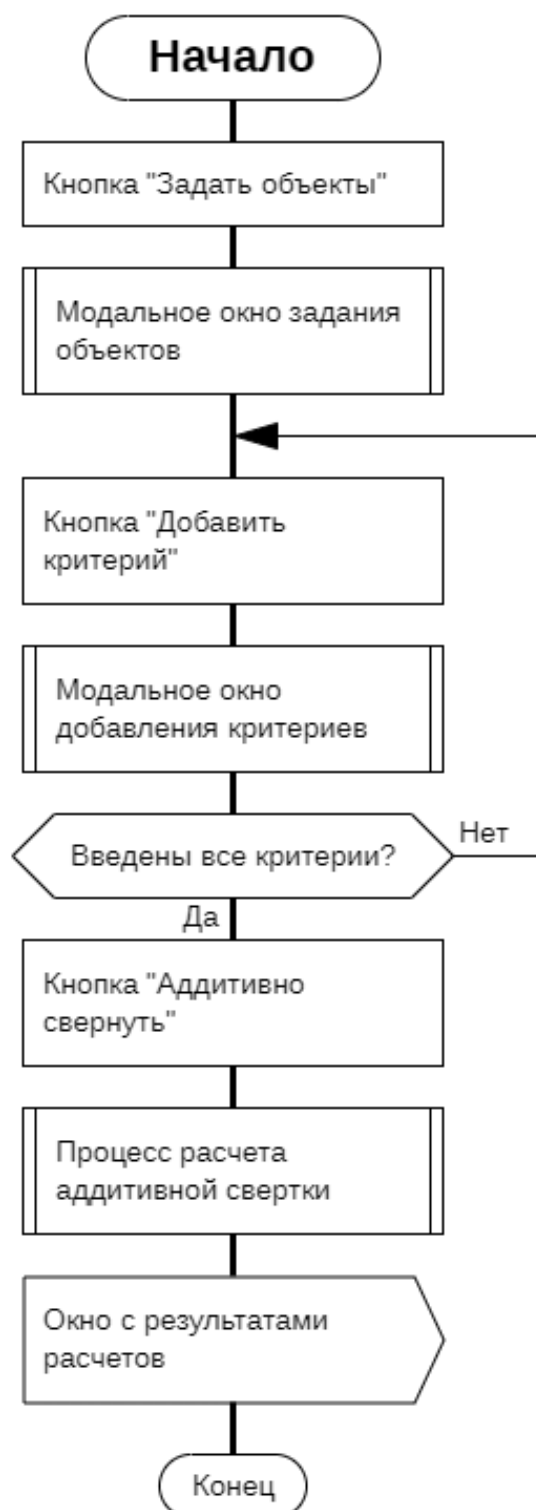 Начало
Кнопка "Задать объекты"
Модальное окно задания
объектов
Кнопка "Добавить
критерий"
Модальное окно
добавления критериев
Введены все критерии?
Нет
Да
Кнопка "Аддитивно
свернуть"
Процесс расчета
аддитивной свертки
Окно с результатами
расчетов
Конец